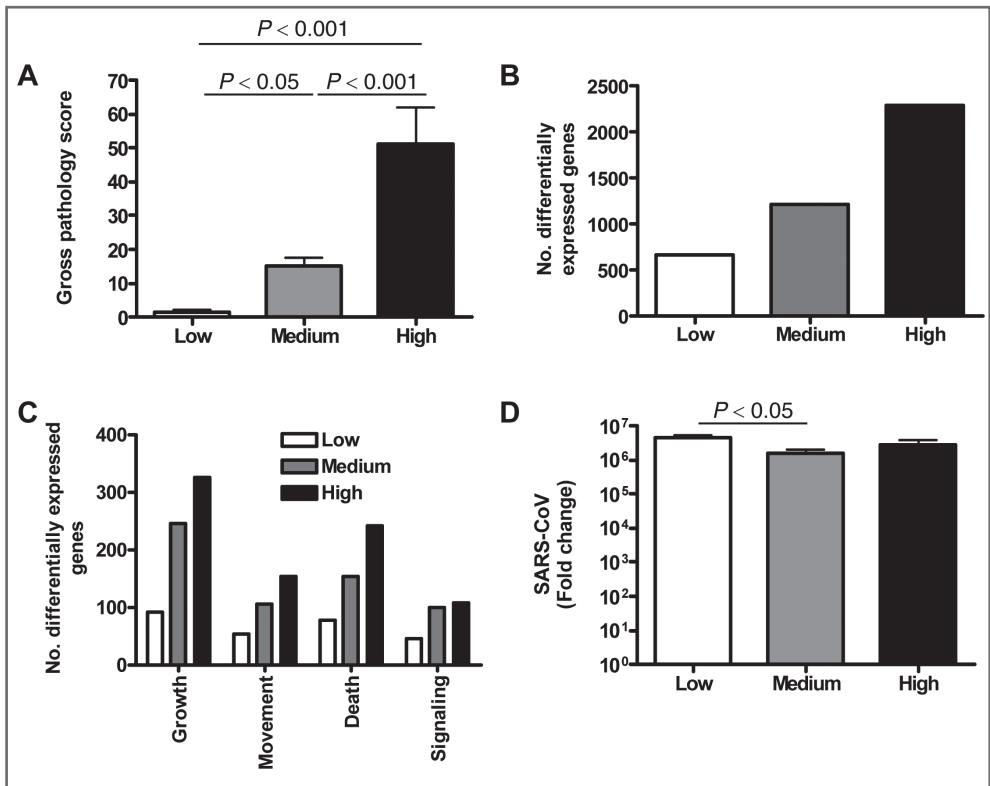 A
P < 0.001
P < 0.05
P < 0.001
Gross pathology score
70
60
50
40
30
20
10
0
Low
Medium
High
B
No. differentially
expressed genes
2500
2000
1500
1000
500
0
Low
Medium
High
C
No. differentially expressed
genes
400
300
200
100
0
Low
Medium
High
Growth
Movement
Death
Signaling
D
P < 0.05
SARS-CoV
(Fold change)
10⁷
10⁶
10⁵
10⁴
10³
10²
10¹
10⁰
Low
Medium
High